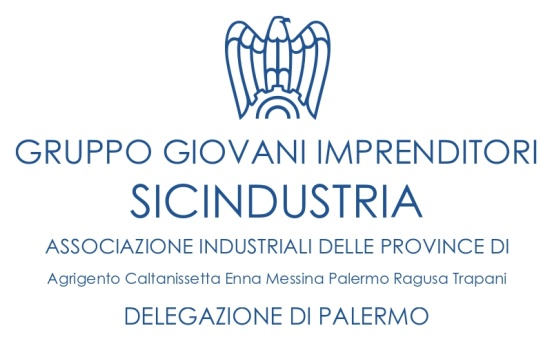 GRUPPO GIOVANI IMPRENDITORI
SICINDUSTRIA
ASSOCIAZIONE INDUSTRIALI DELLE PROVINCE DI
Agrigento Caltanissetta Enna Messina Palermo Ragusa Trapani
DELEGAZIONE DI PALERMO